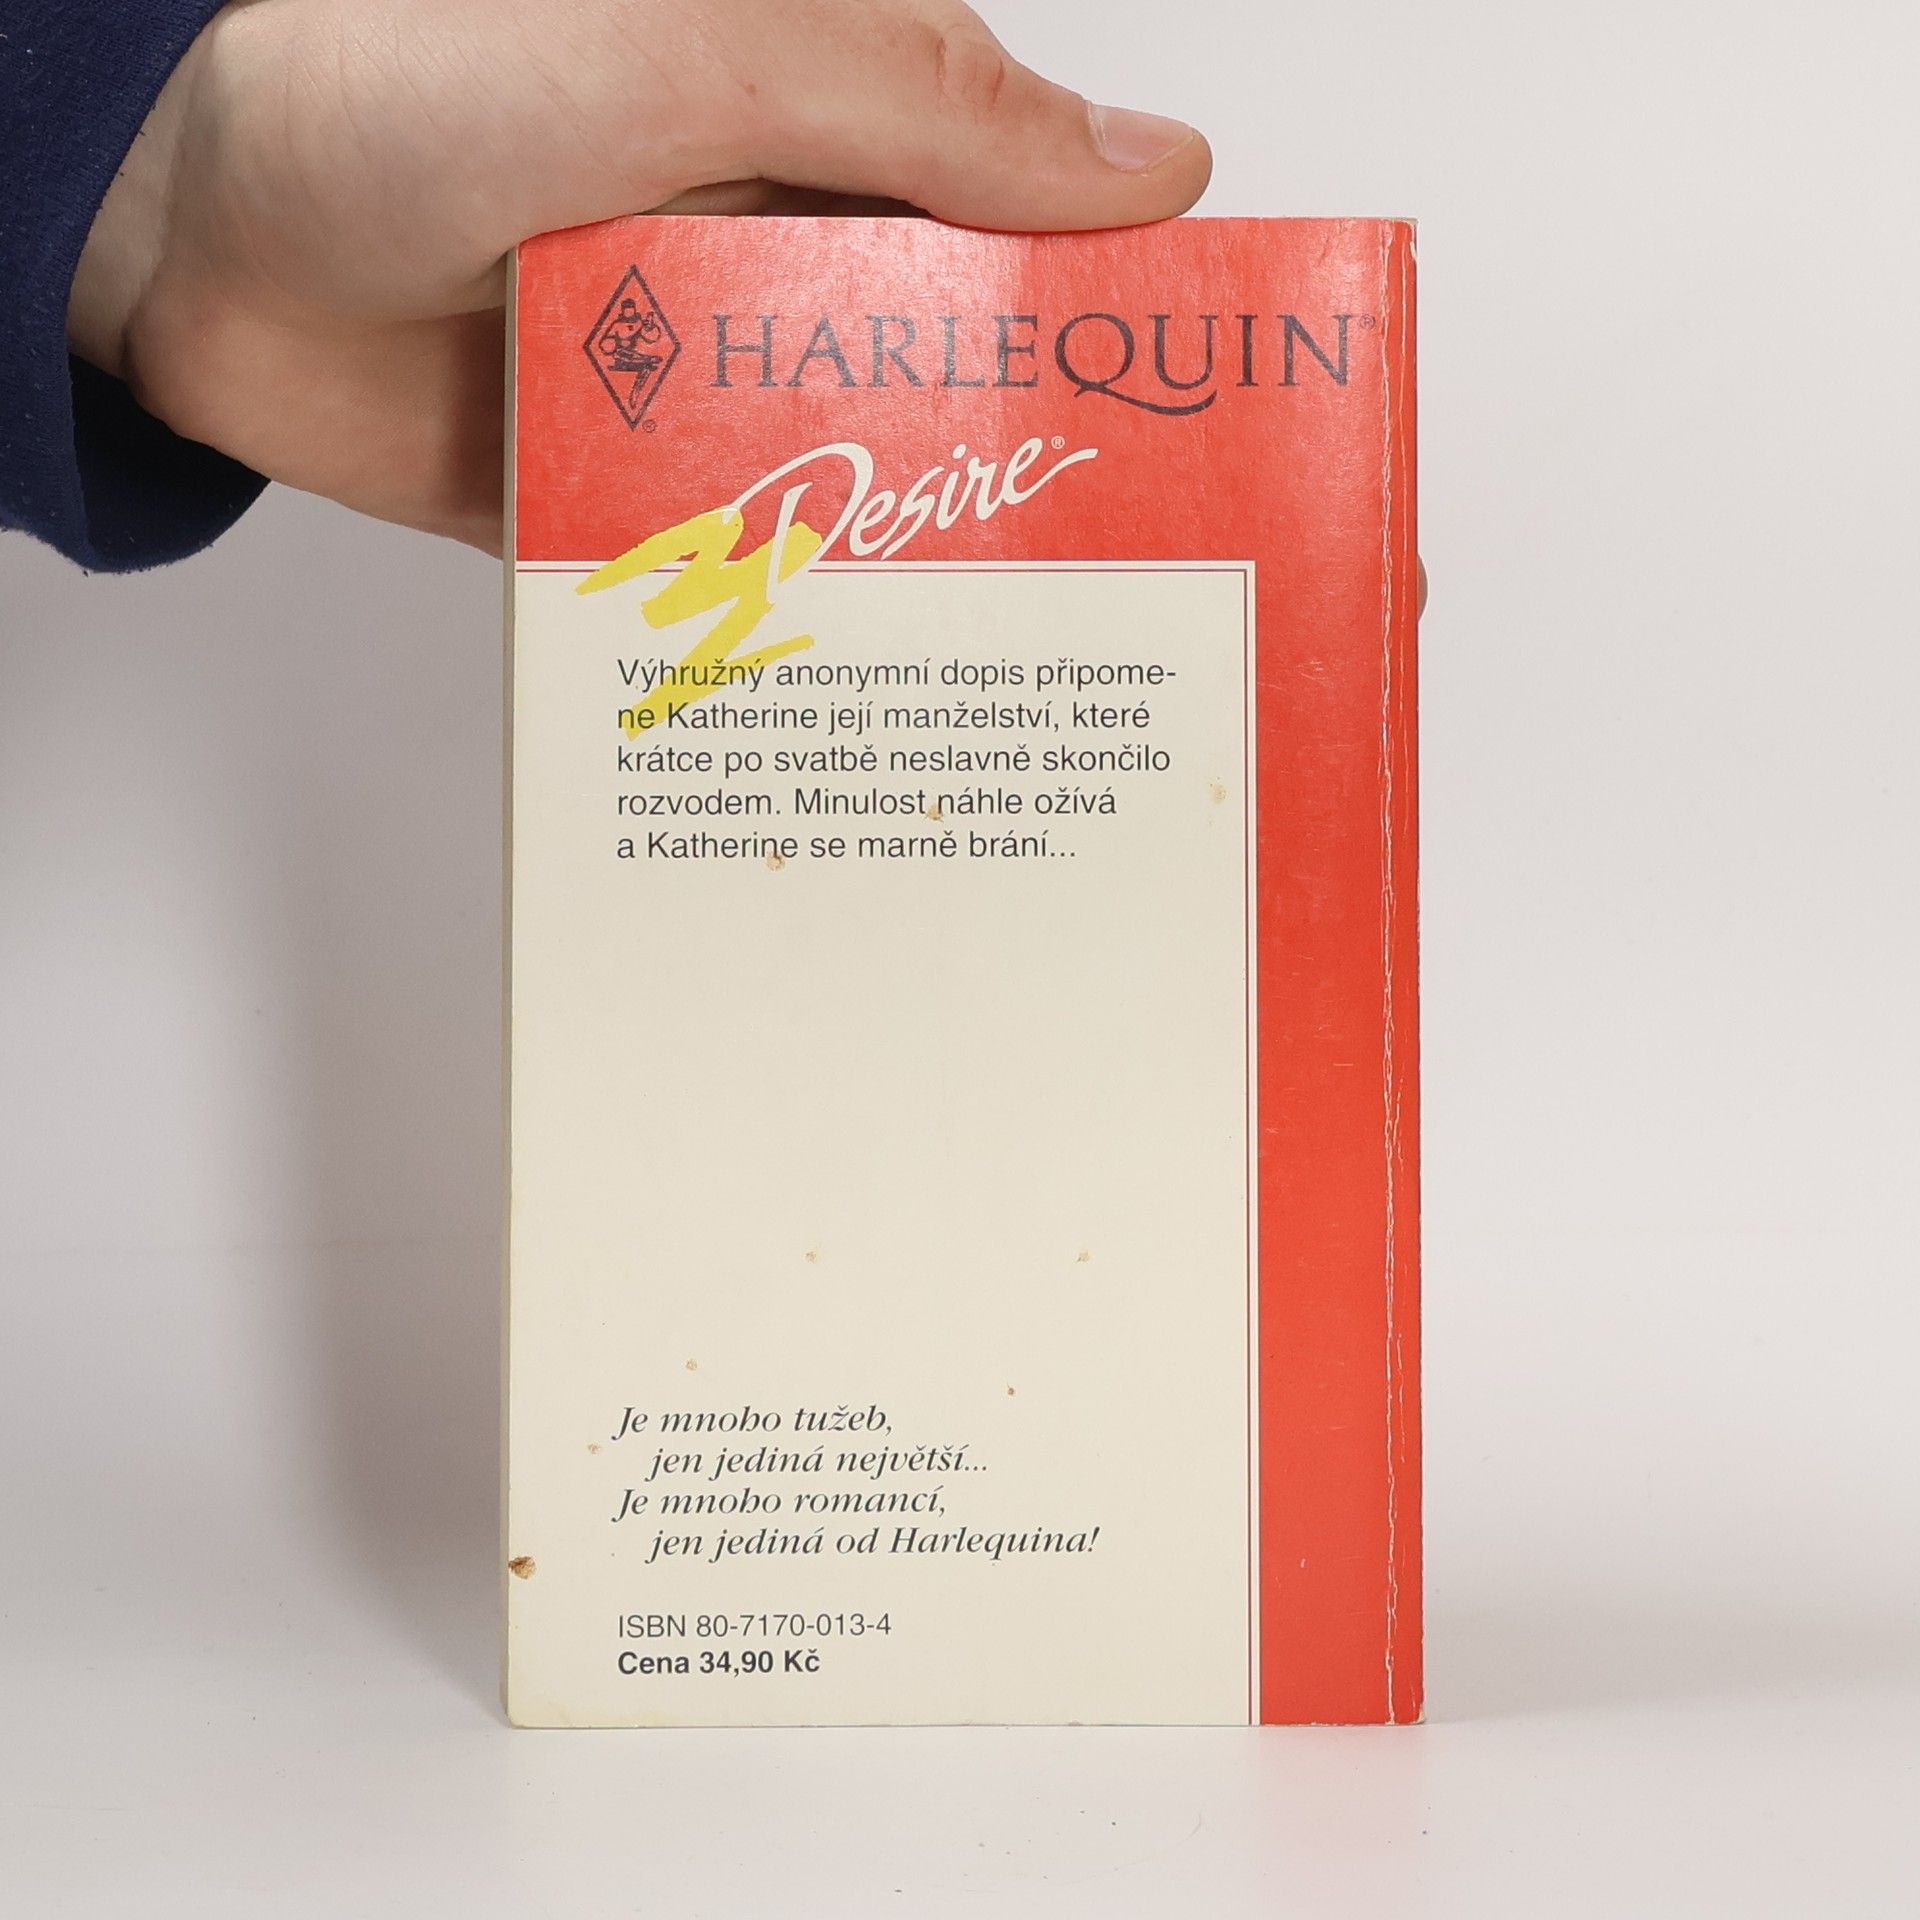 HARLEQUIN®
®
Desire®
Výhružný anonymní dopis připome-
ne Katherine její manželství, které
krátce po svatbě neslavně skončilo
rozvodem. Minulost náhle ožívá
a Katherine se marně brání...
Je mnoho tužeb,
jen jediná největší...
Je mnoho romancí,
jen jediná od Harlequina!
ISBN 80-7170-013-4
Cena 34,90 Kč